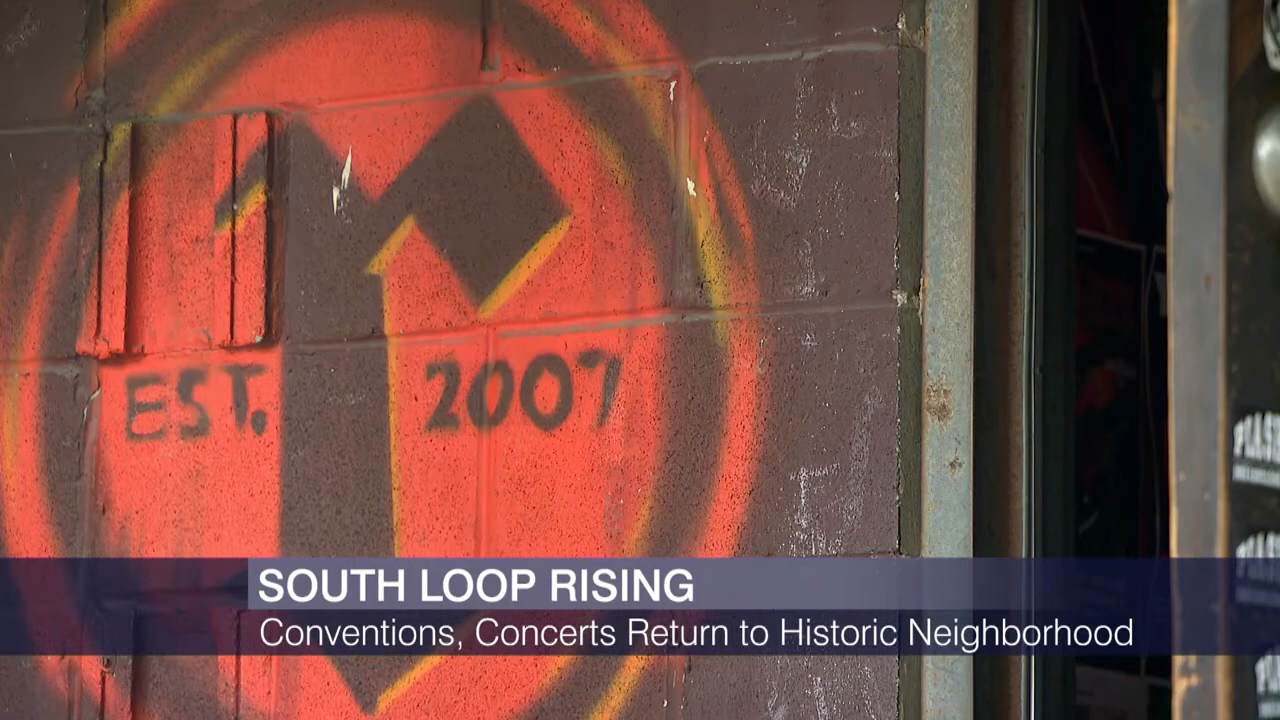 EST. 2007
SOUTH LOOP RISING
Conventions, Concerts Return to Historic Neighborhood